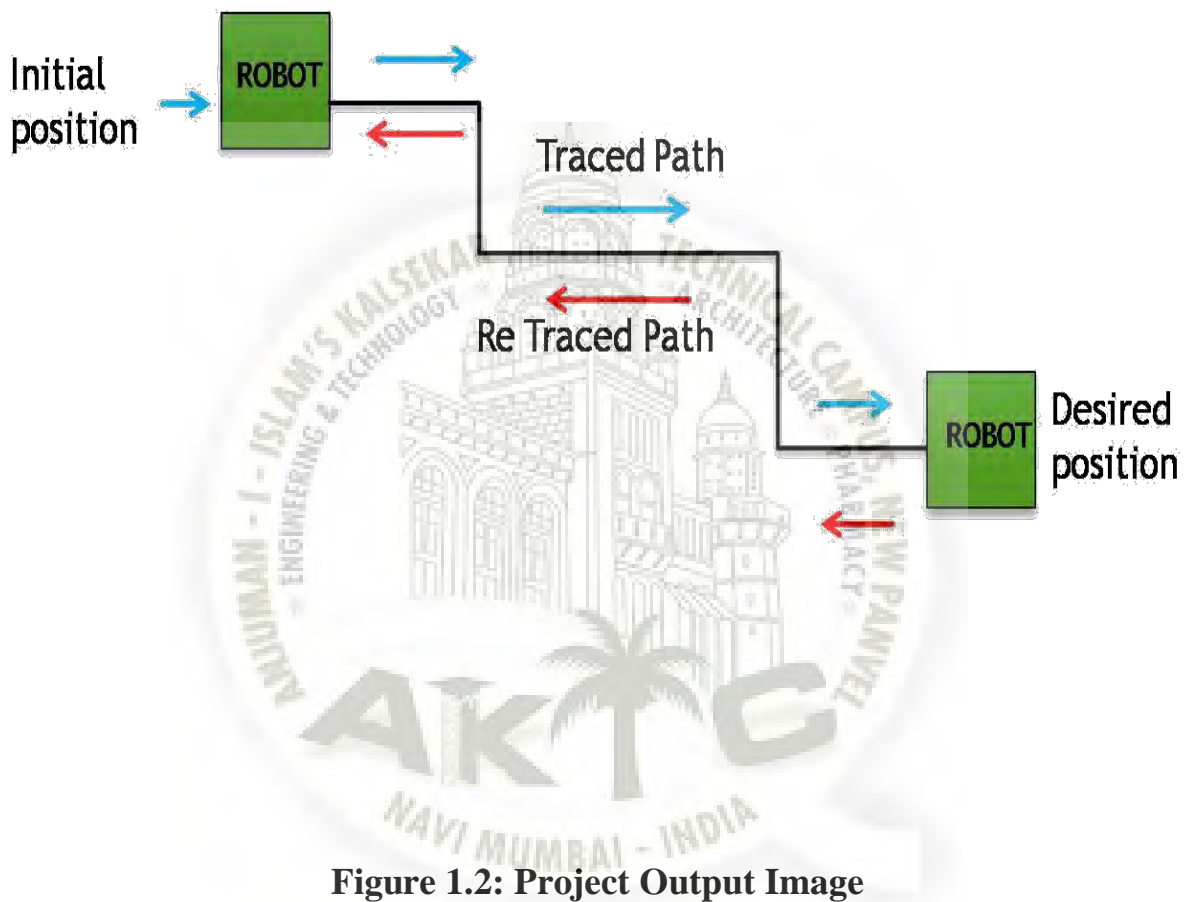 Initial
position
ROBOT
Traced Path
Re Traced Path
ROBOT
Desired
position
ANJUMAN - I - ISLAM'S KALSEKAR TECHNICAL CAMPUS NEW PANVEL
ENGINEERING & TECHNOLOGY - ARCHITECTURE - PHARMACY
AKTC
NAVI MUMBAI - INDIA
Figure 1.2: Project Output Image